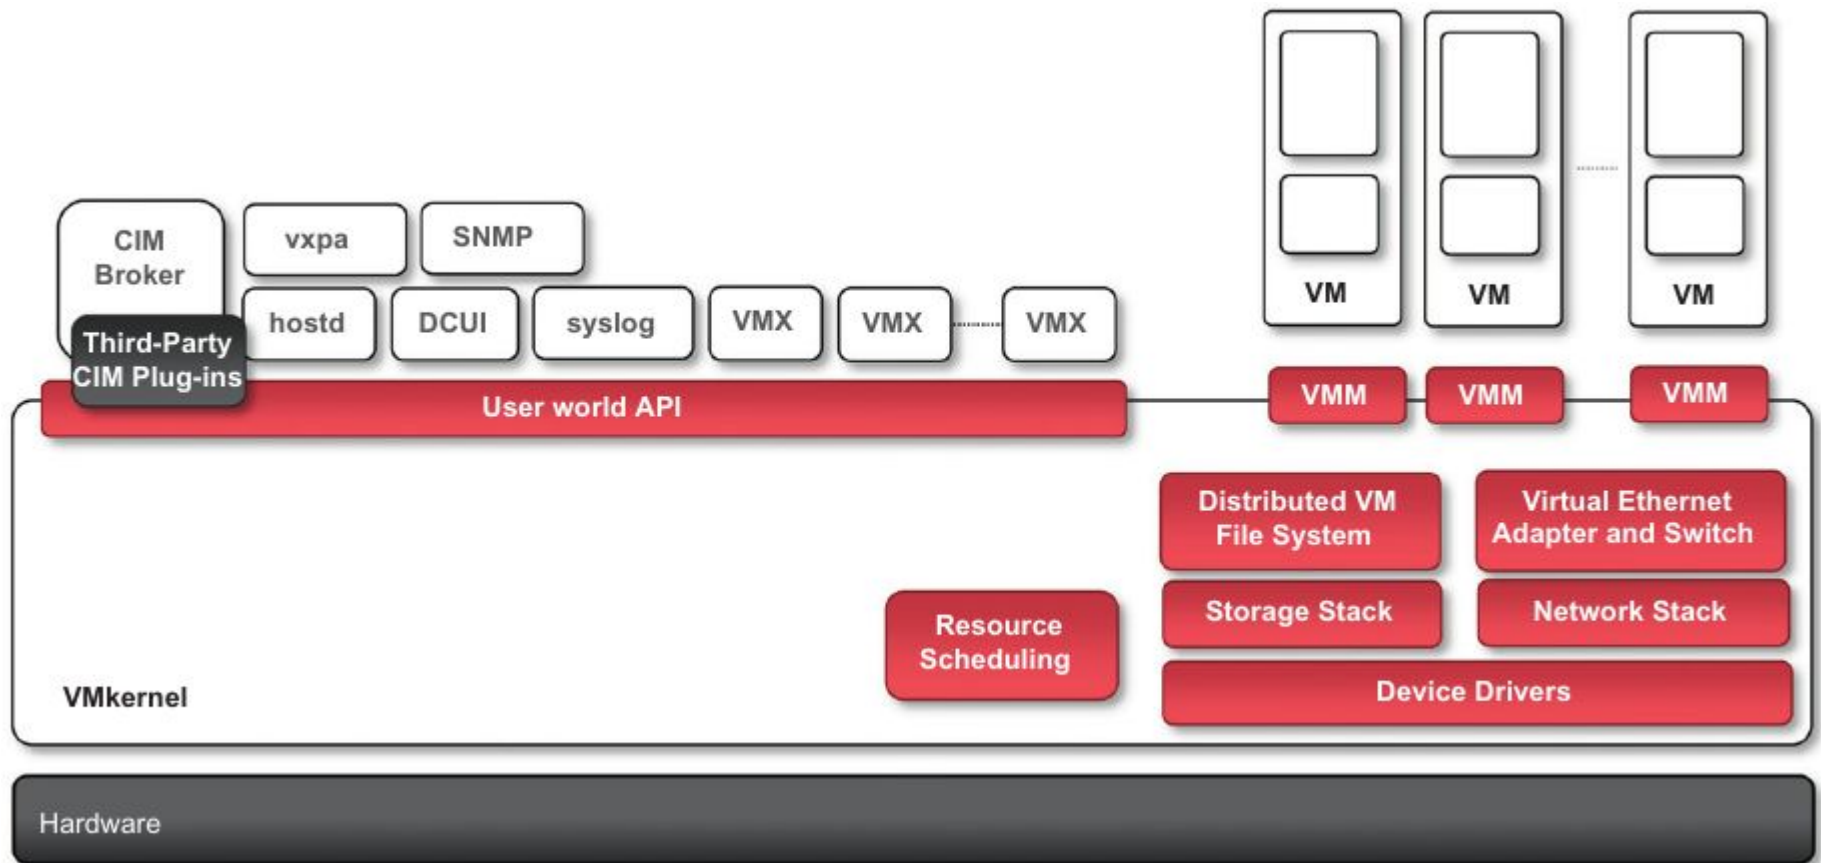 VM
VM
VM
CIM
Broker
vxpa
SNMP
hostd
DCUI
syslog
VMX
VMX
VMX
Third-Party
CIM Plug-ins
User world API
VMM
VMM
VMM
Distributed VM
File System
Virtual Ethernet
Adapter and Switch
Resource
Scheduling
Storage Stack
Network Stack
Device Drivers
VMkernel
Hardware